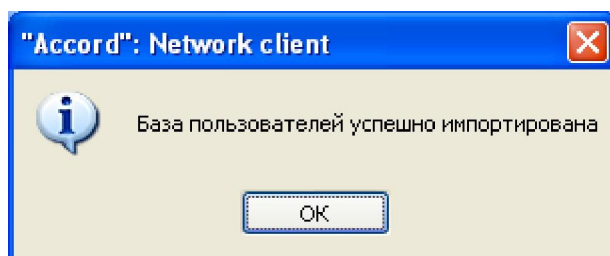 "Accord": Network client
База пользователей успешно импортирована
OK